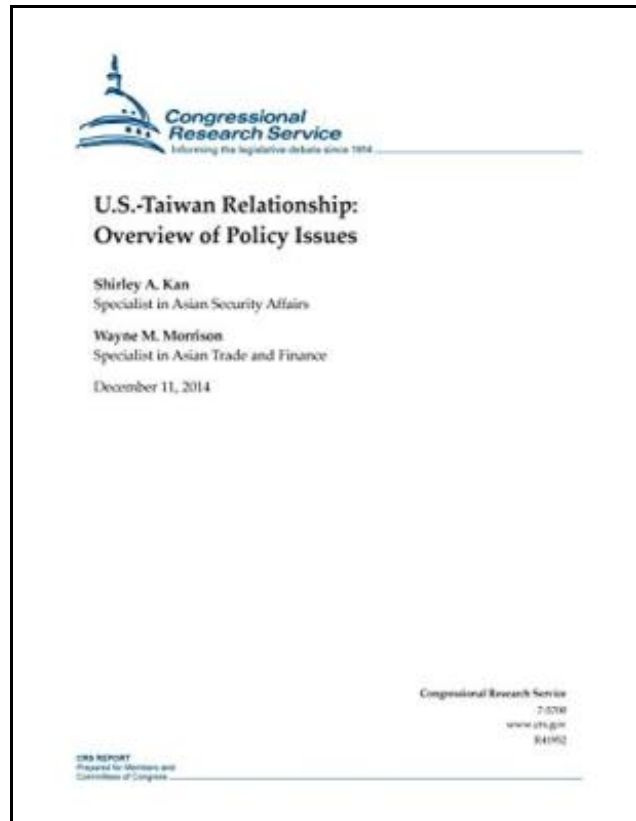 Congressional
Research Service
Informing the legislative debate since 1914
U.S.-Taiwan Relationship:
Overview of Policy Issues
Shirley A. Kan
Specialist in Asian Security Affairs
Wayne M. Morrison
Specialist in Asian Trade and Finance
December 11, 2014
Congressional Research Service
7-5700
www.crs.gov
R41952
CRS REPORT
Prepared for Members and
Committees of Congress